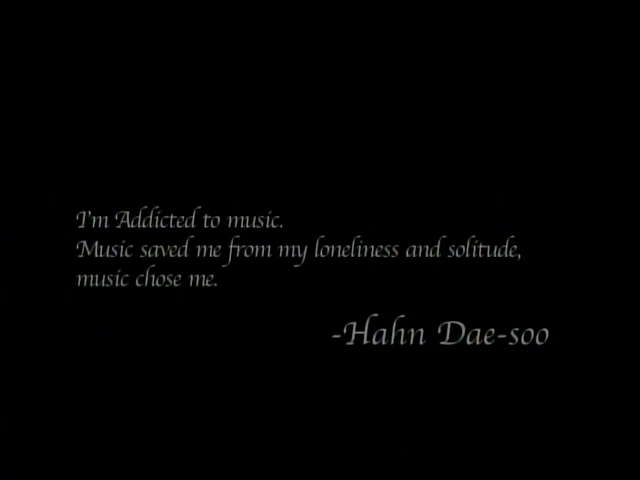 I'm Addicted to music.
Music saved me from my loneliness and solitude,
music chose me.
-Hahn Dae-soo